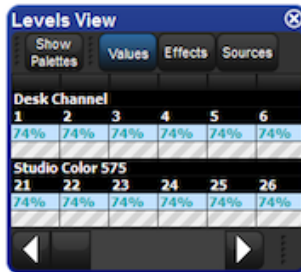 Levels View
Show Palettes Values Effects Sources
Desk Channel
1 2 3 4 5 6
74% 74% 74% 74% 74% 74%
Studio Color 575
21 22 23 24 25 26
74% 74% 74% 74% 74% 74%